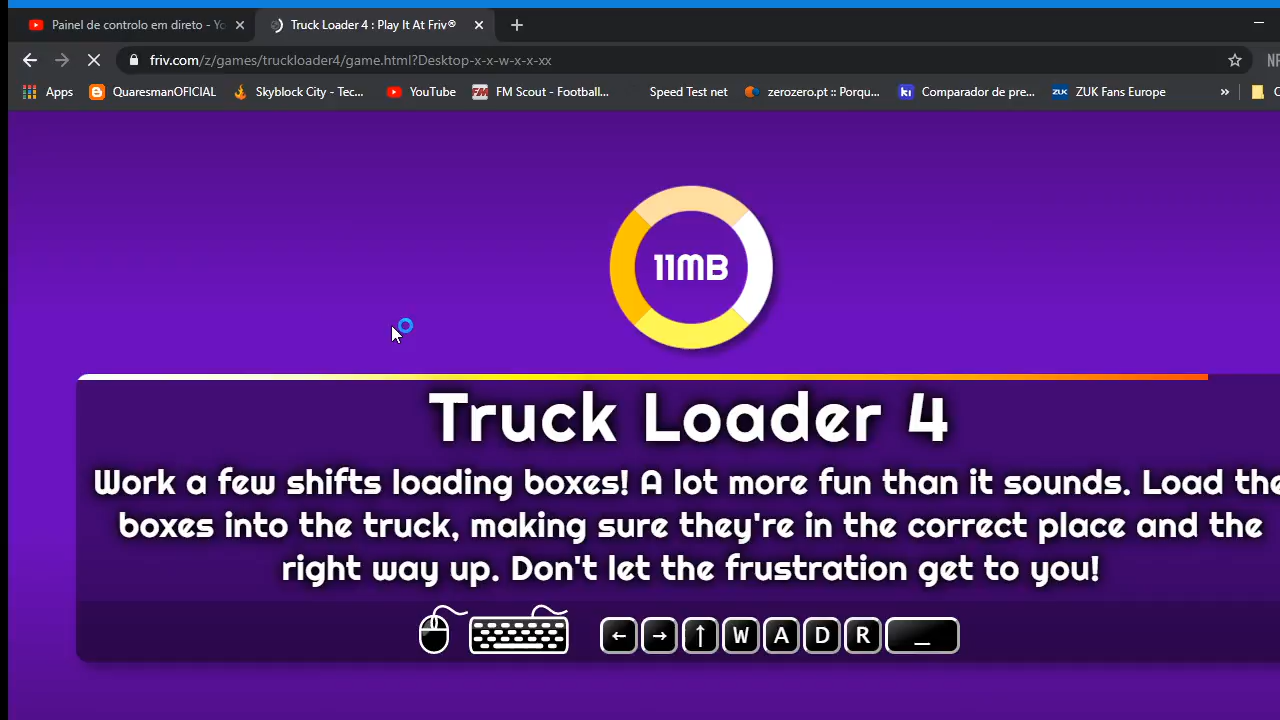 Painel de controlo em direto - Yo
Truck Loader 4 : Play It At Friv®
friv.com/z/games/truckloader4/game.html?Desktop-x-x-w-x-x-xx
Apps
QuaresmanOFICIAL
Skyblock City - Tec...
YouTube
FM
FM Scout - Football...
Speed Test net
zerozero.pt :: Porqu...
ki
Comparador de pre...
ZUK
ZUK Fans Europe
»
11MB
Truck Loader 4
Work a few shifts loading boxes! A lot more fun than it sounds. Load the
boxes into the truck, making sure they're in the correct place and the
right way up. Don't let the frustration get to you!
← → ↑ W A D R _